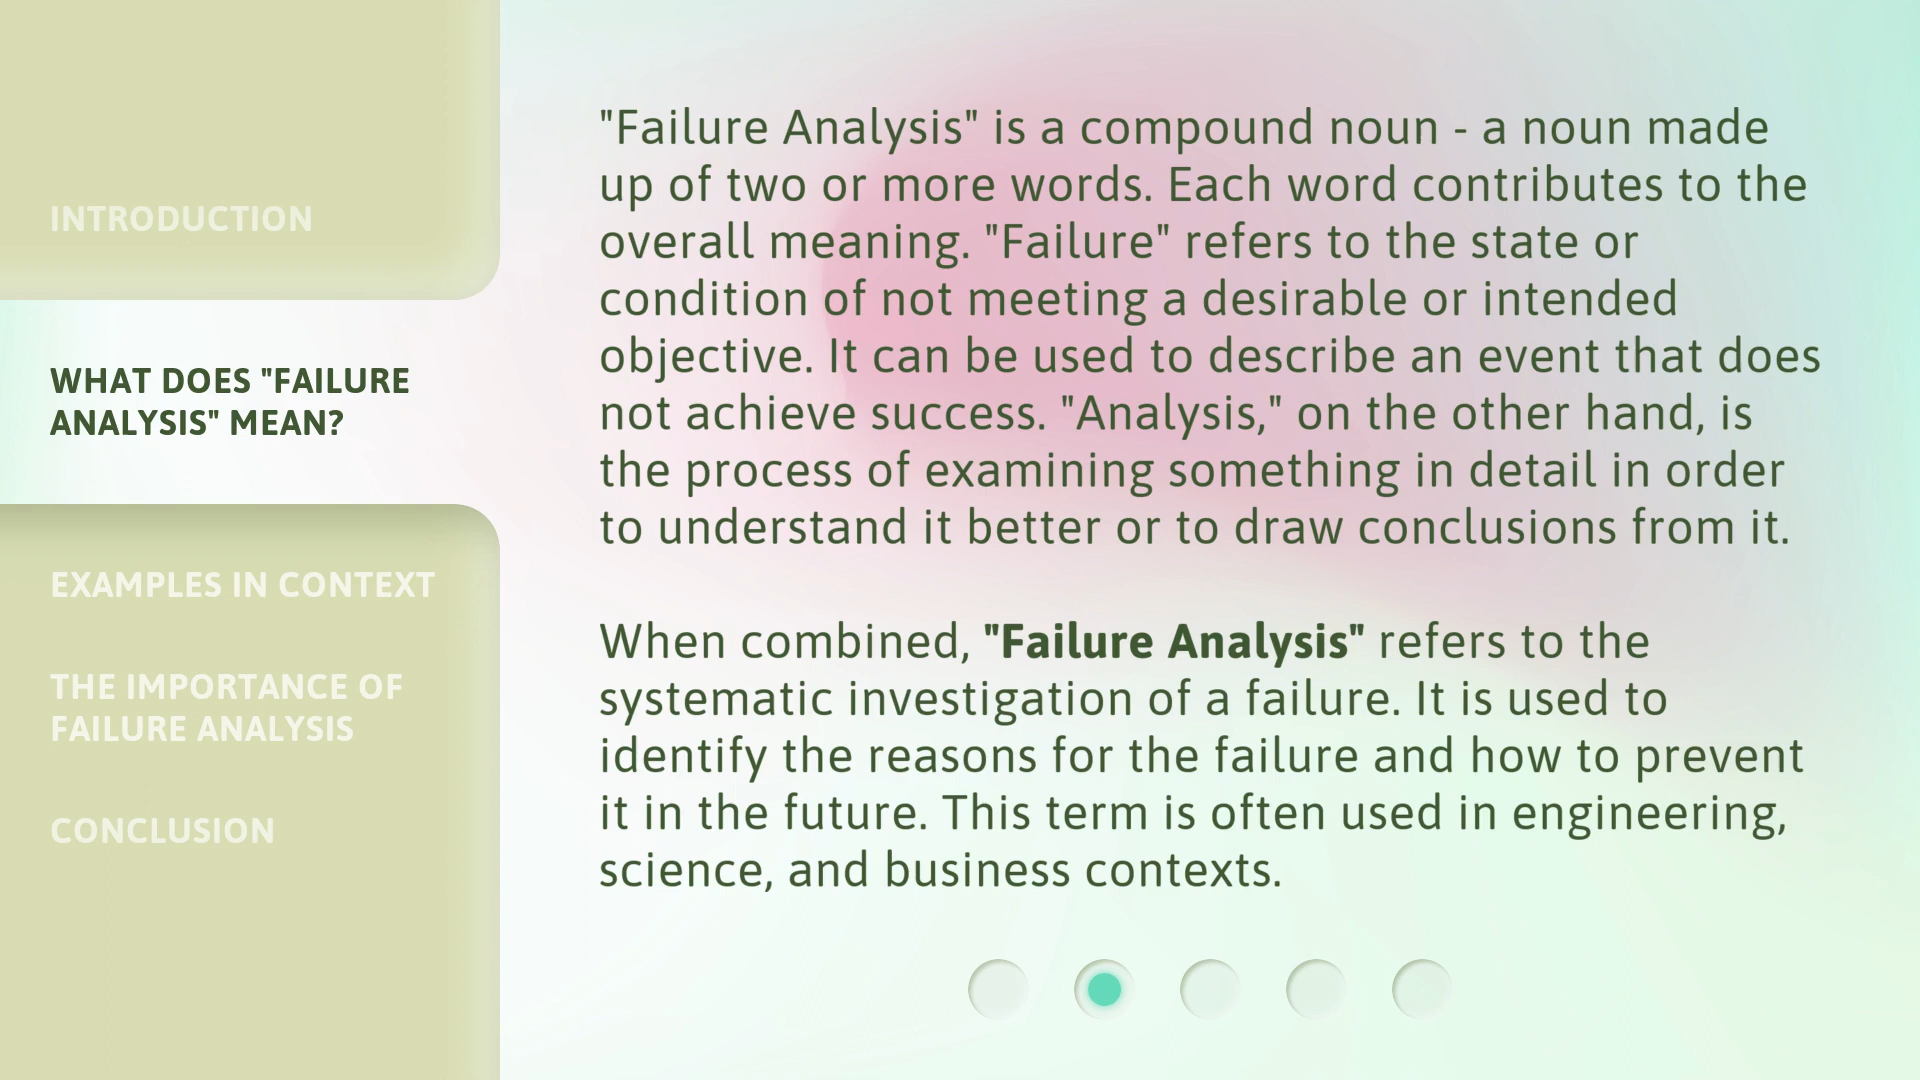 INTRODUCTION
WHAT DOES "FAILURE
ANALYSIS" MEAN?
EXAMPLES IN CONTEXT
THE IMPORTANCE OF
FAILURE ANALYSIS
CONCLUSION
"Failure Analysis" is a compound noun - a noun made
up of two or more words. Each word contributes to the
overall meaning. "Failure" refers to the state or
condition of not meeting a desirable or intended
objective. It can be used to describe an event that does
not achieve success. "Analysis," on the other hand, is
the process of examining something in detail in order
to understand it better or to draw conclusions from it.
When combined, "Failure Analysis" refers to the
systematic investigation of a failure. It is used to
identify the reasons for the failure and how to prevent
it in the future. This term is often used in engineering,
science, and business contexts.